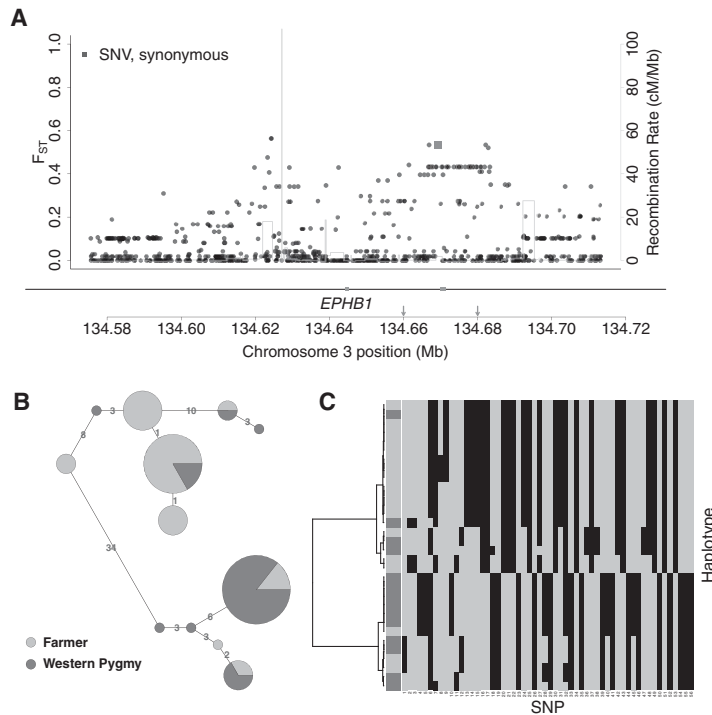 A
SNV, synonymous
FST
0.0 0.2 0.4 0.6 0.8 1.0
Recombination Rate (cM/Mb)
0 20 40 60 80 100
EPHB1
134.58 134.60 134.62 134.64 134.66 134.68 134.70 134.72
Chromosome 3 position (Mb)
B
3 10
8 1 3
1
34
6
3 3
2
Farmer
Western Pygmy
C
Haplotype
SNP